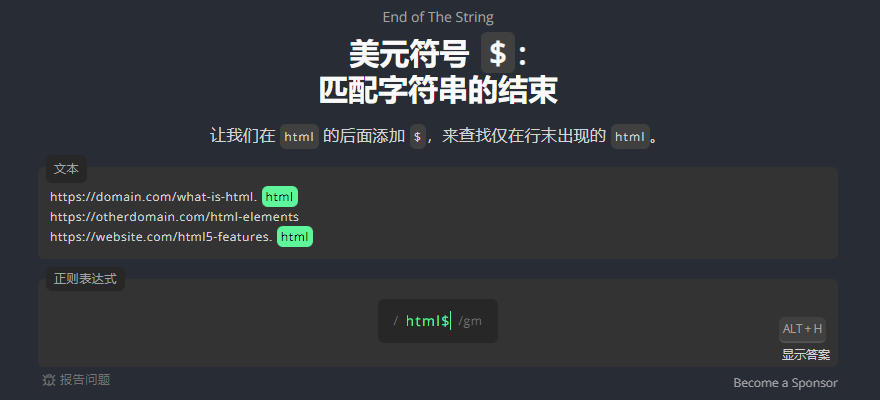 End of The String
美元符号 $：
匹配字符串的结束
让我们在 html 的后面添加 $，来查找仅在行末出现的 html。
文本
https://domain.com/what-is-html.html
https://otherdomain.com/html-elements
https://website.com/html5-features.html
正则表达式
/ html$ /gm
ALT + H
显示答案
报告问题
Become a Sponsor